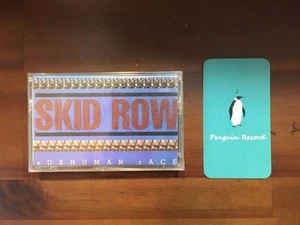 SKID ROW
sUBHUMAN rACE
Penguin Record